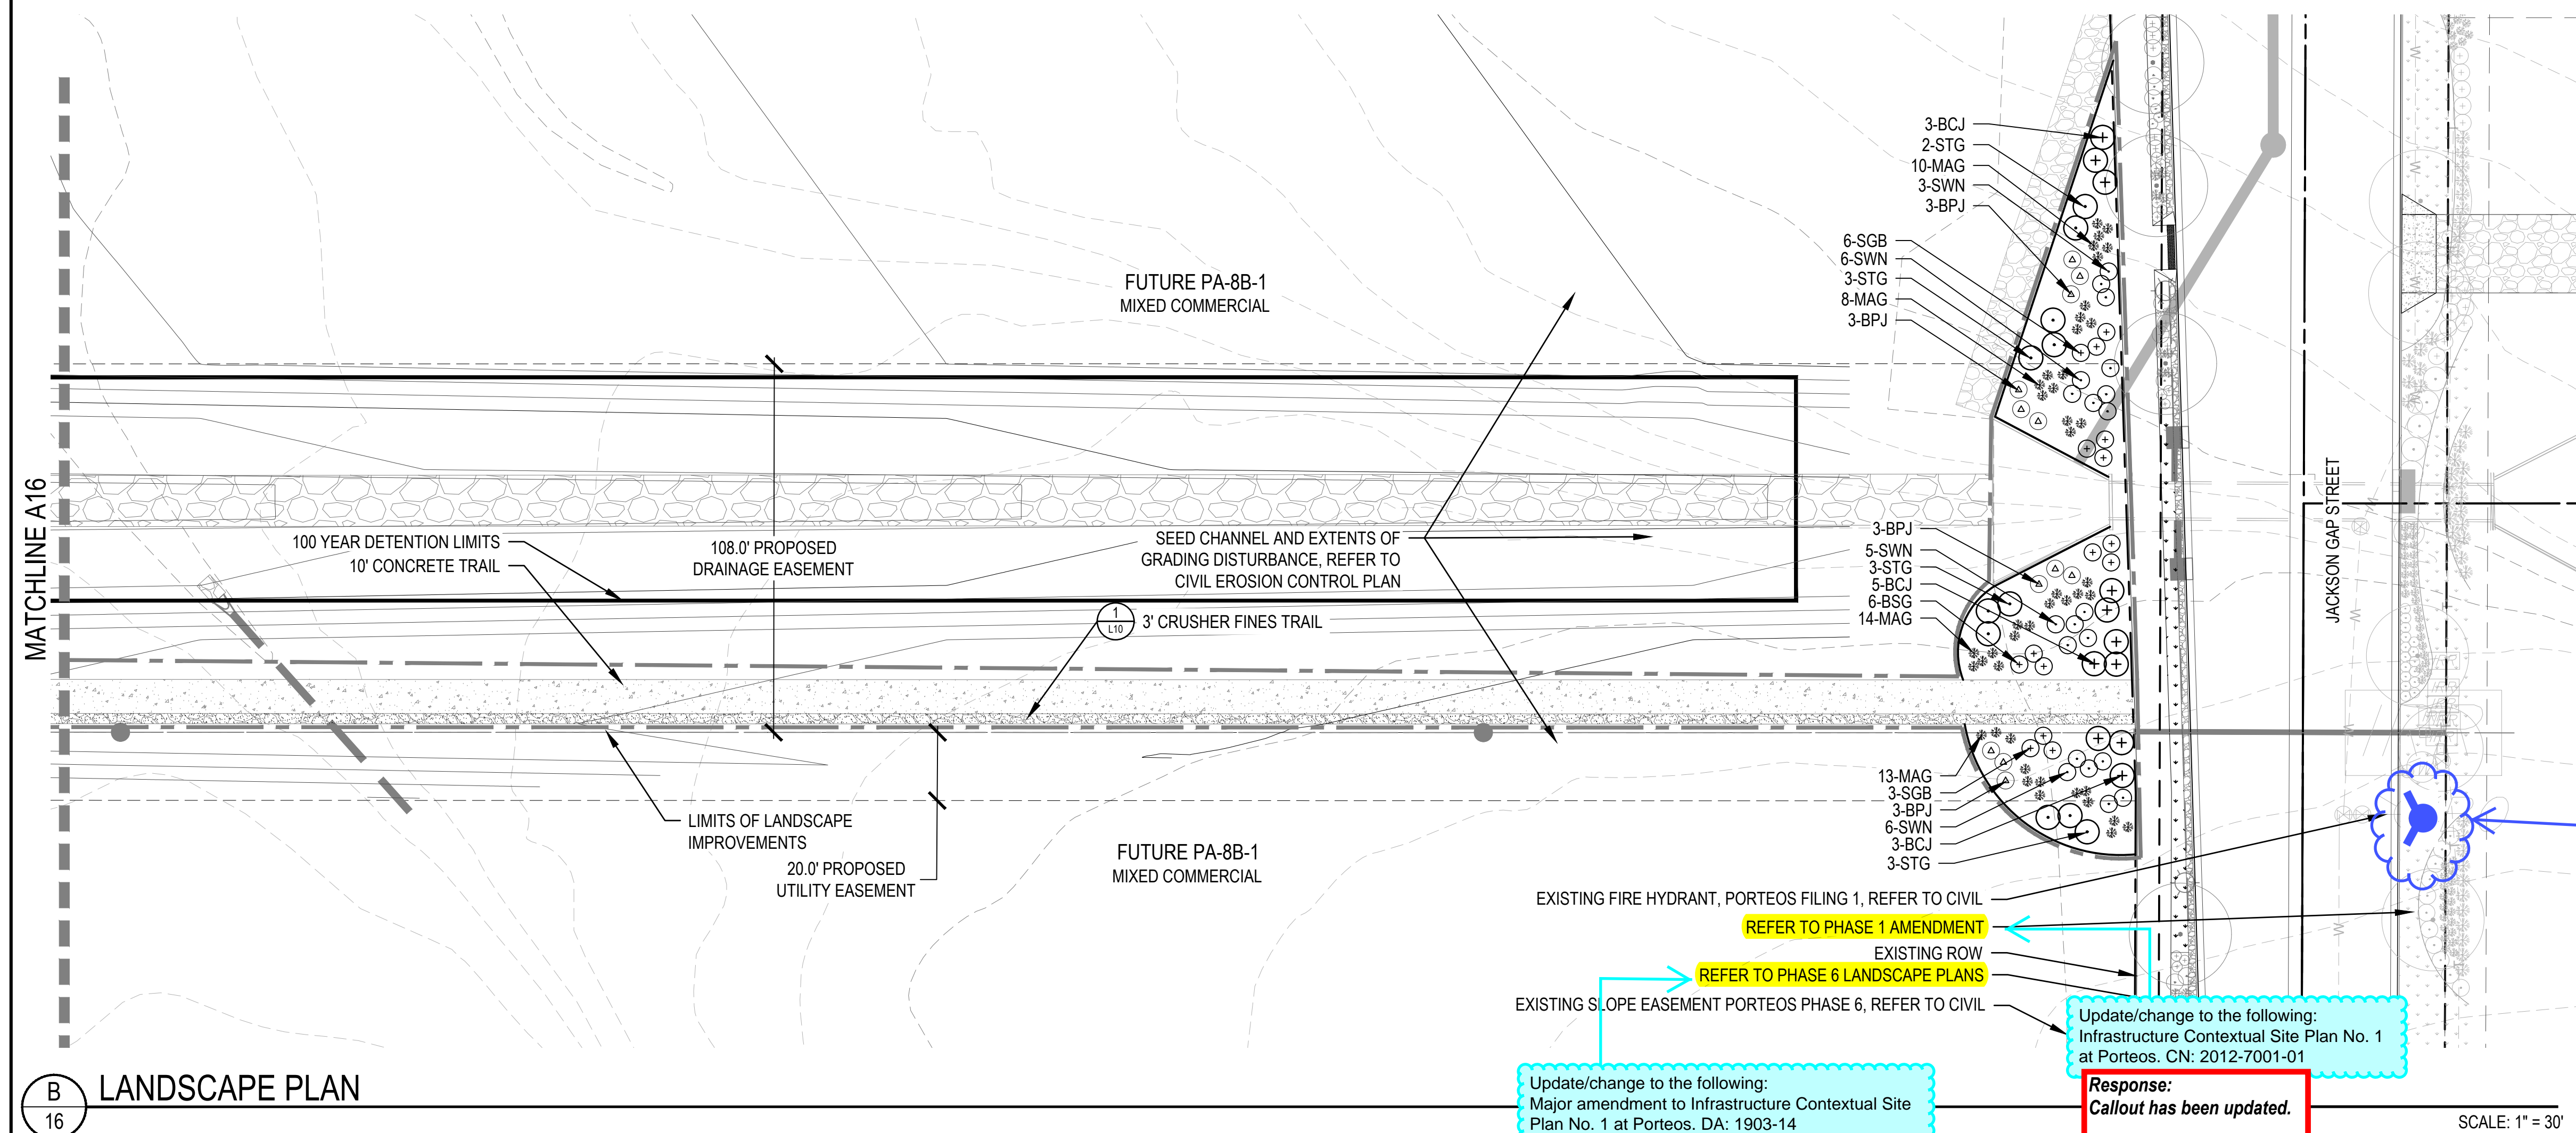 3-BCJ
2-STG
10-MAG
3-SWN
3-BPJ
6-SGB
6-SWN
3-STG
8-MAG
3-BPJ
FUTURE PA-8B-1
MIXED COMMERCIAL
MATCHLINE A16
JACKSON GAP STREET
100 YEAR DETENTION LIMITS
10' CONCRETE TRAIL
108.0' PROPOSED
DRAINAGE EASEMENT
SEED CHANNEL AND EXTENTS OF
GRADING DISTURBANCE, REFER TO
CIVIL EROSION CONTROL PLAN
1
L10
3' CRUSHER FINES TRAIL
3-BPJ
5-SWN
3-STG
5-BCJ
6-BSG
14-MAG
13-MAG
3-SGB
3-BPJ
6-SWN
3-BCJ
3-STG
LIMITS OF LANDSCAPE
IMPROVEMENTS
20.0' PROPOSED
UTILITY EASEMENT
FUTURE PA-8B-1
MIXED COMMERCIAL
EXISTING FIRE HYDRANT, PORTEOS FILING 1, REFER TO CIVIL
REFER TO PHASE 1 AMENDMENT
EXISTING ROW
REFER TO PHASE 6 LANDSCAPE PLANS
EXISTING SLOPE EASEMENT PORTEOS PHASE 6, REFER TO CIVIL
Update/change to the following:
Infrastructure Contextual Site Plan No. 1
at Porteos. CN: 2012-7001-01
Update/change to the following:
Major amendment to Infrastructure Contextual Site
Plan No. 1 at Porteos. DA: 1903-14
Response:
Callout has been updated.
B
16
LANDSCAPE PLAN
SCALE: 1" = 30'